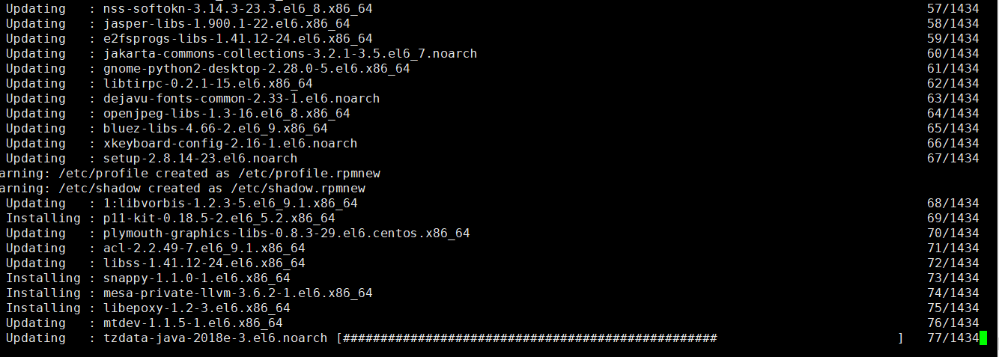 Updating   : nss-softokn-3.14.3-23.3.el6_8.x86_64 57/1434
Updating   : jasper-libs-1.900.1-22.el6.x86_64 58/1434
Updating   : e2fsprogs-libs-1.41.12-24.el6.x86_64 59/1434
Updating   : jakarta-commons-collections-3.2.1-3.5.el6_7.noarch 60/1434
Updating   : gnome-python2-desktop-2.28.0-5.el6.x86_64 61/1434
Updating   : libtirpc-0.2.1-15.el6.x86_64 62/1434
Updating   : dejavu-fonts-common-2.33-1.el6.noarch 63/1434
Updating   : openjpeg-libs-1.3-16.el6_8.x86_64 64/1434
Updating   : bluez-libs-4.66-2.el6_9.x86_64 65/1434
Updating   : xkeyboard-config-2.16-1.el6.noarch 66/1434
Updating   : setup-2.8.14-23.el6.noarch 67/1434
arning: /etc/profile created as /etc/profile.rpmnew
arning: /etc/shadow created as /etc/shadow.rpmnew
Updating   : 1:libvorbis-1.2.3-5.el6_9.1.x86_64 68/1434
Installing : p11-kit-0.18.5-2.el6_5.2.x86_64 69/1434
Updating   : plymouth-graphics-libs-0.8.3-29.el6.centos.x86_64 70/1434
Updating   : acl-2.2.49-7.el6_9.1.x86_64 71/1434
Updating   : libss-1.41.12-24.el6.x86_64 72/1434
Installing : snappy-1.1.0-1.el6.x86_64 73/1434
Installing : mesa-private-llvm-3.6.2-1.el6.x86_64 74/1434
Installing : libepoxy-1.2-3.el6.x86_64 75/1434
Updating   : mtdev-1.1.5-1.el6.x86_64 76/1434
Updating   : tzdata-java-2018e-3.el6.noarch [##################################################                        ] 77/1434